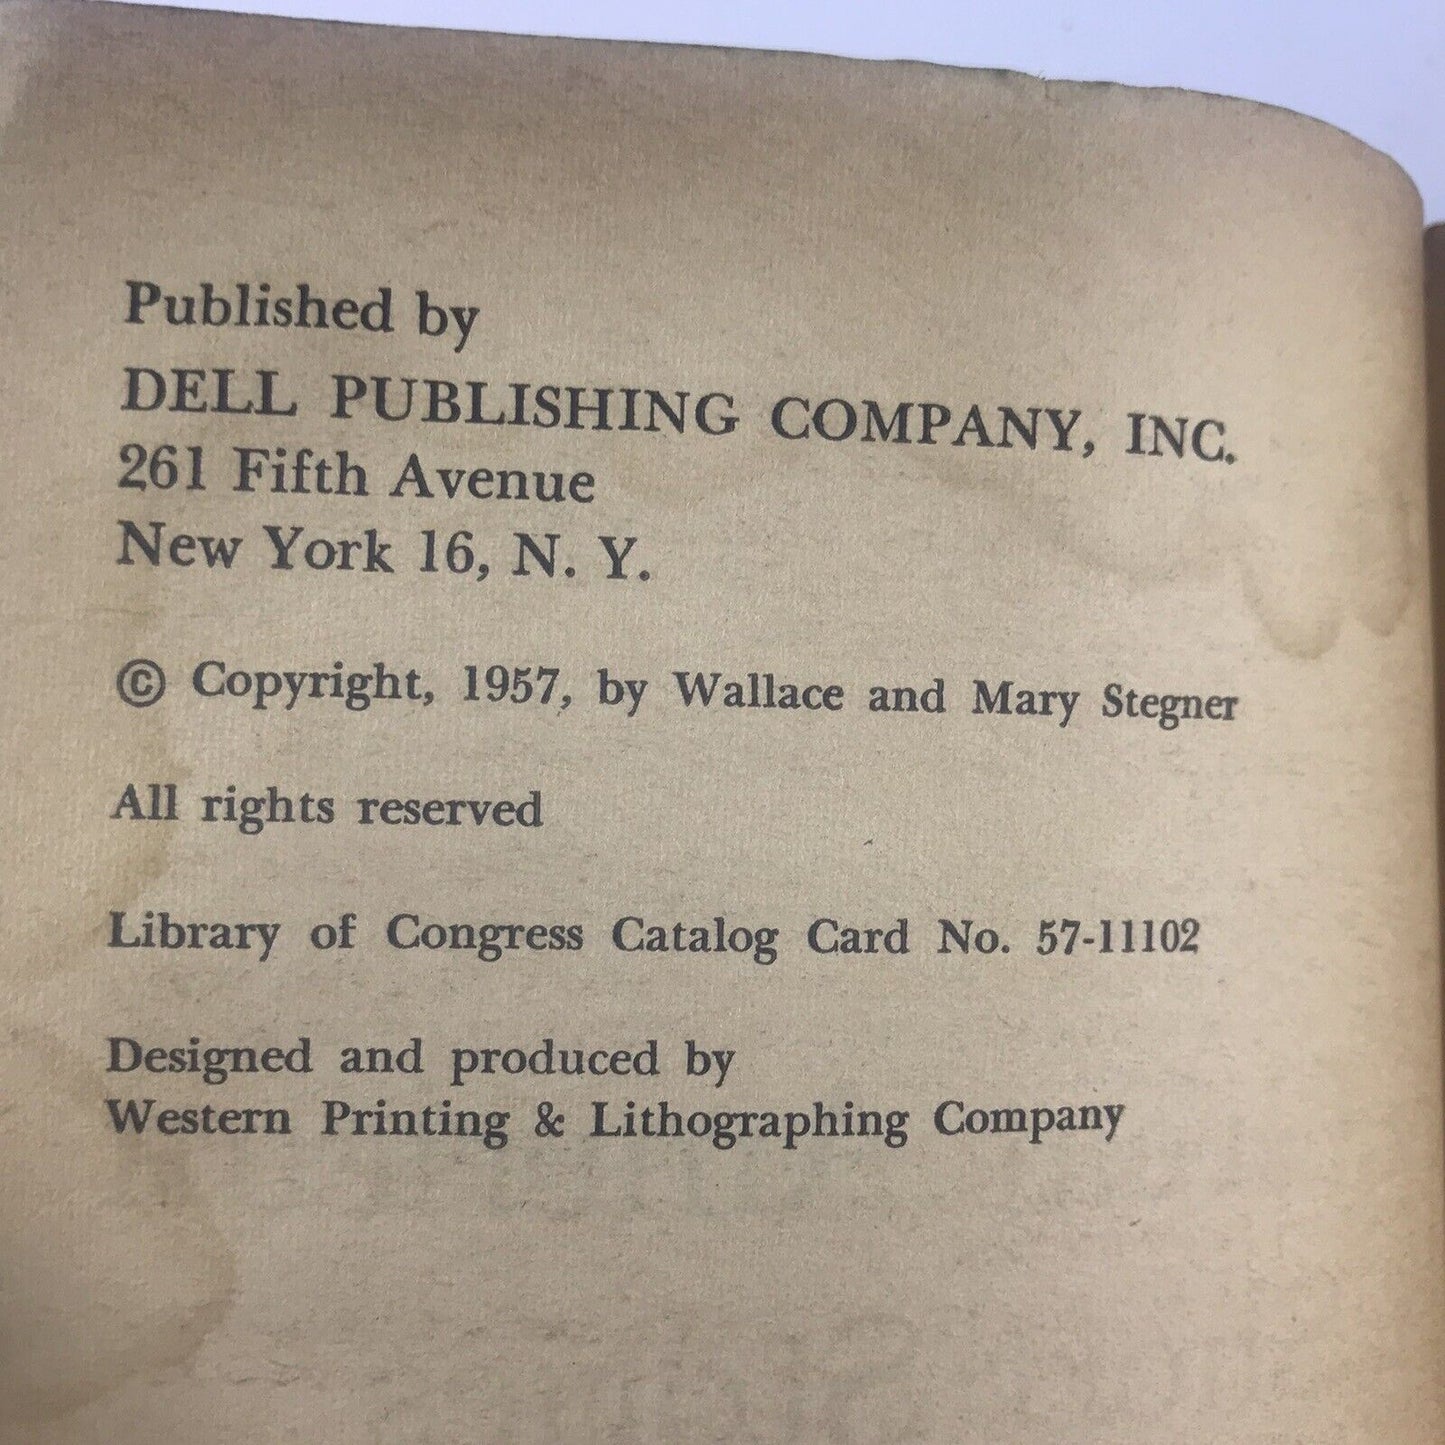 Published by
DELL PUBLISHING COMPANY, INC.
261 Fifth Avenue
New York 16, N. Y.
© Copyright, 1957, by Wallace and Mary Stegner
All rights reserved
Library of Congress Catalog Card No. 57-11102
Designed and produced by
Western Printing & Lithographing Company